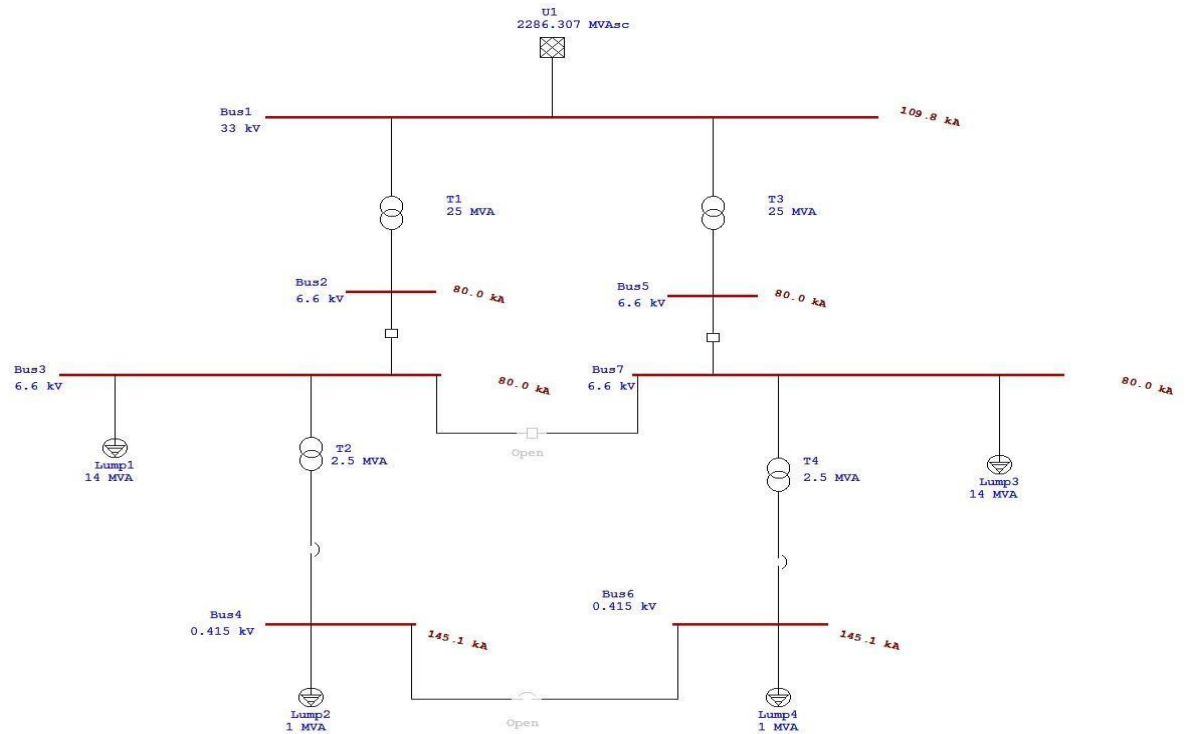 U1
2286.307 MVAsc
Bus1
33 kV
109.8 kA
T1
25 MVA
T3
25 MVA
Bus2
6.6 kV
80.0 kA
Bus5
6.6 kV
80.0 kA
Bus3
6.6 kV
80.0 kA
Bus7
6.6 kV
80.0 kA
Open
T2
2.5 MVA
T4
2.5 MVA
Lump1
14 MVA
Lump3
14 MVA
Bus4
0.415 kV
145.1 kA
Bus6
0.415 kV
145.1 kA
Open
Lump2
1 MVA
Lump4
1 MVA